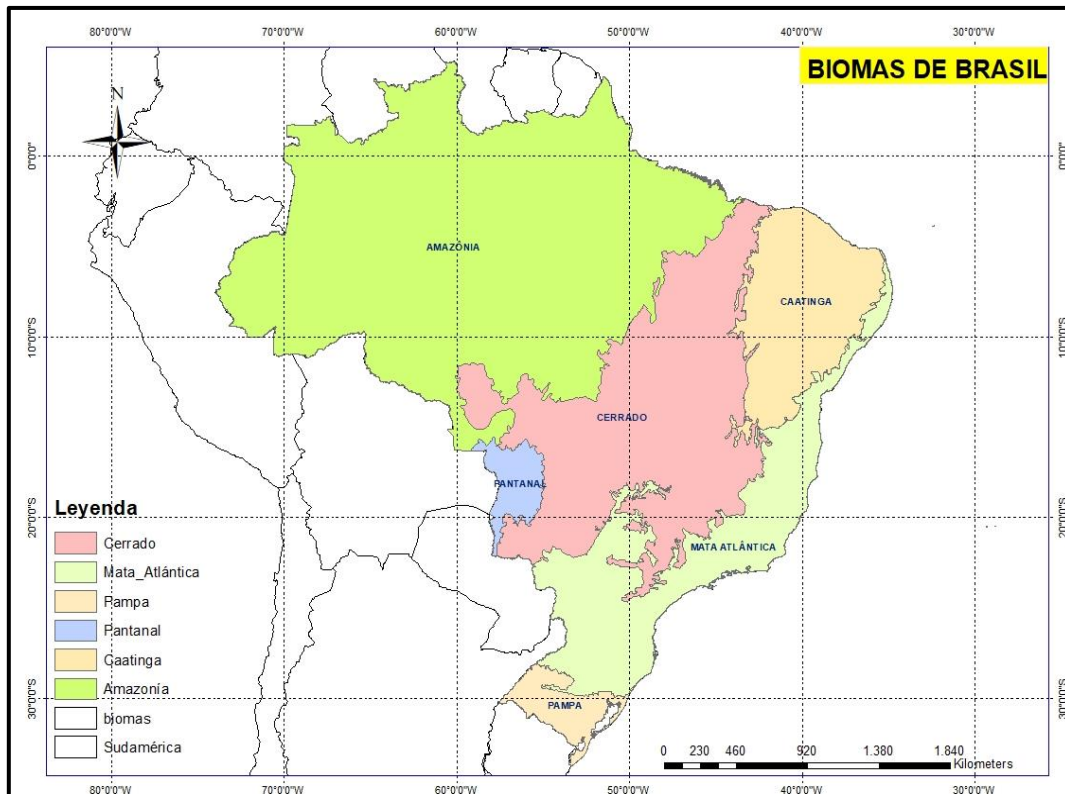 80°0'0"W 70°0'0"W 60°0'0"W 50°0'0"W 40°0'0"W 30°0'0"W
BIOMAS DE BRASIL
N
0°0'0" 0°0'0"
AMAZÔNIA
CAATINGA
10°0'0"S 10°0'0"S
CERRADO
PANTANAL
Leyenda
20°0'0"S 20°0'0"S
Cerrado
MATA ATLÂNTICA
Mata_Atlántica
Pampa
Pantanal
Caatinga
Amazonía
30°0'0"S 30°0'0"S
PAMPA
biomas
Sudamérica
0 230 460 920 1.380 1.840
Kilometers
80°0'0"W 70°0'0"W 60°0'0"W 50°0'0"W 40°0'0"W 30°0'0"W